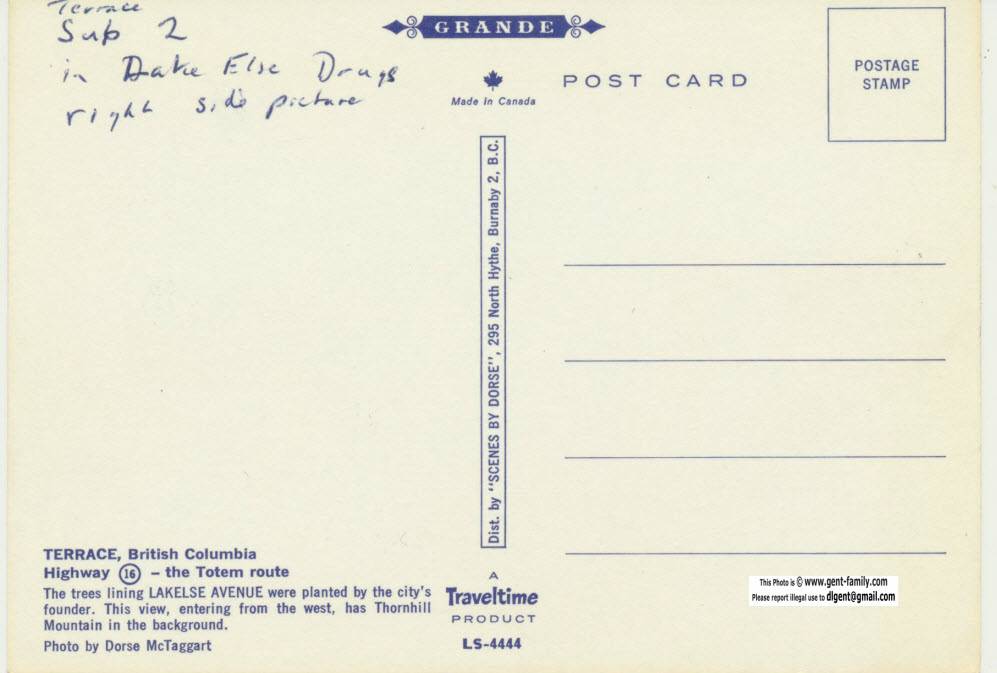 Terrace
Sub 2
in Lake Else Drugs
right side picture
GRANDE
Made In Canada
POST CARD
POSTAGE
STAMP
Dist. by "SCENES BY DORSE", 295 North Hythe, Burnaby 2, B.C.
TERRACE, British Columbia
Highway 16 – the Totem route
The trees lining LAKELSE AVENUE were planted by the city's
founder. This view, entering from the west, has Thornhill
Mountain in the background.
Photo by Dorse McTaggart
A
Traveltime
PRODUCT
LS-4444
This Photo is © www.gent-family.com
Please report illegal use to dlgent@gmail.com